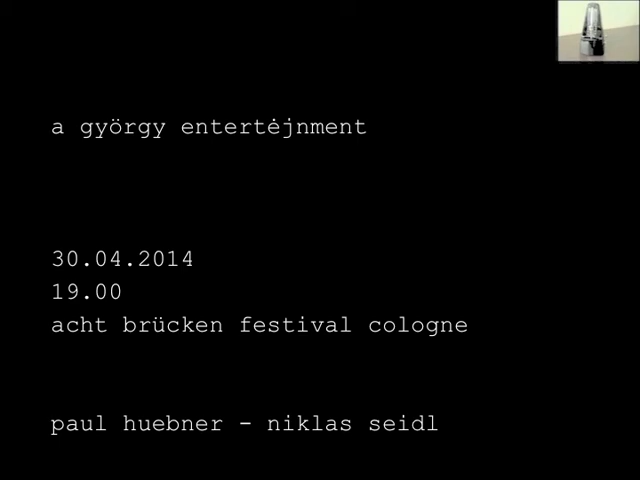 a györgy entertėjnment
30.04.2014
19.00
acht brücken festival cologne
paul huebner - niklas seidl